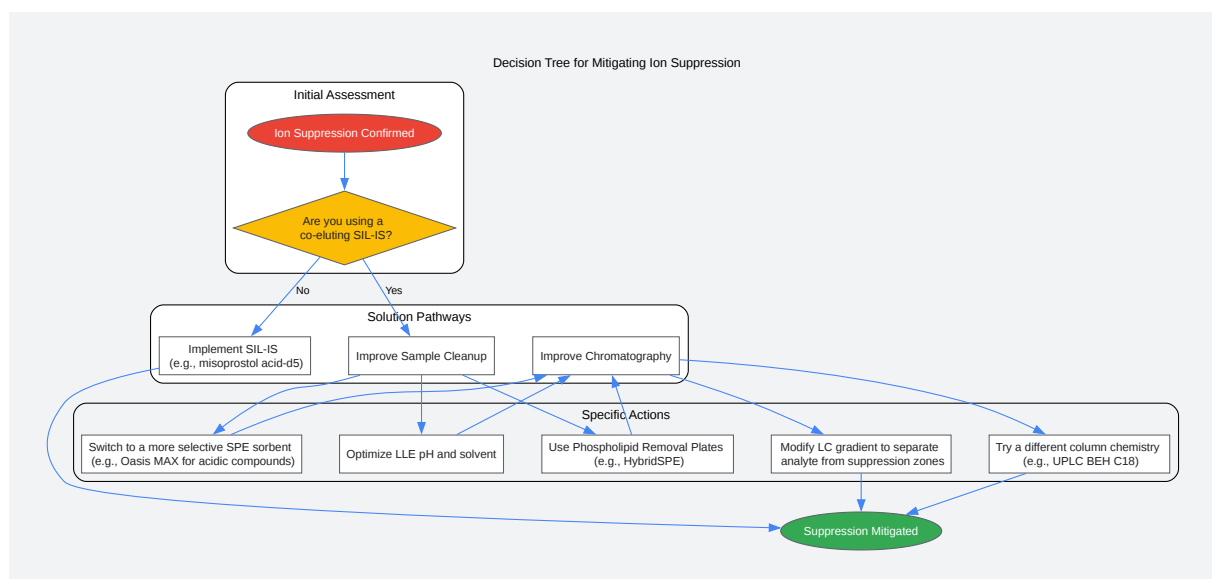 Decision Tree for Mitigating Ion Suppression
Initial Assessment
Ion Suppression Confirmed
Are you using a
co-eluting SIL-IS?
No
Yes
Solution Pathways
Implement SIL-IS
(e.g., misoprostol acid-d5)
Improve Sample Cleanup
Improve Chromatography
Specific Actions
Switch to a more selective SPE sorbent
(e.g., Oasis MAX for acidic compounds)
Optimize LLE pH and solvent
Use Phospholipid Removal Plates
(e.g., HybridSPE)
Modify LC gradient to separate
analyte from suppression zones
Try a different column chemistry
(e.g., UPLC BEH C18)
Suppression Mitigated